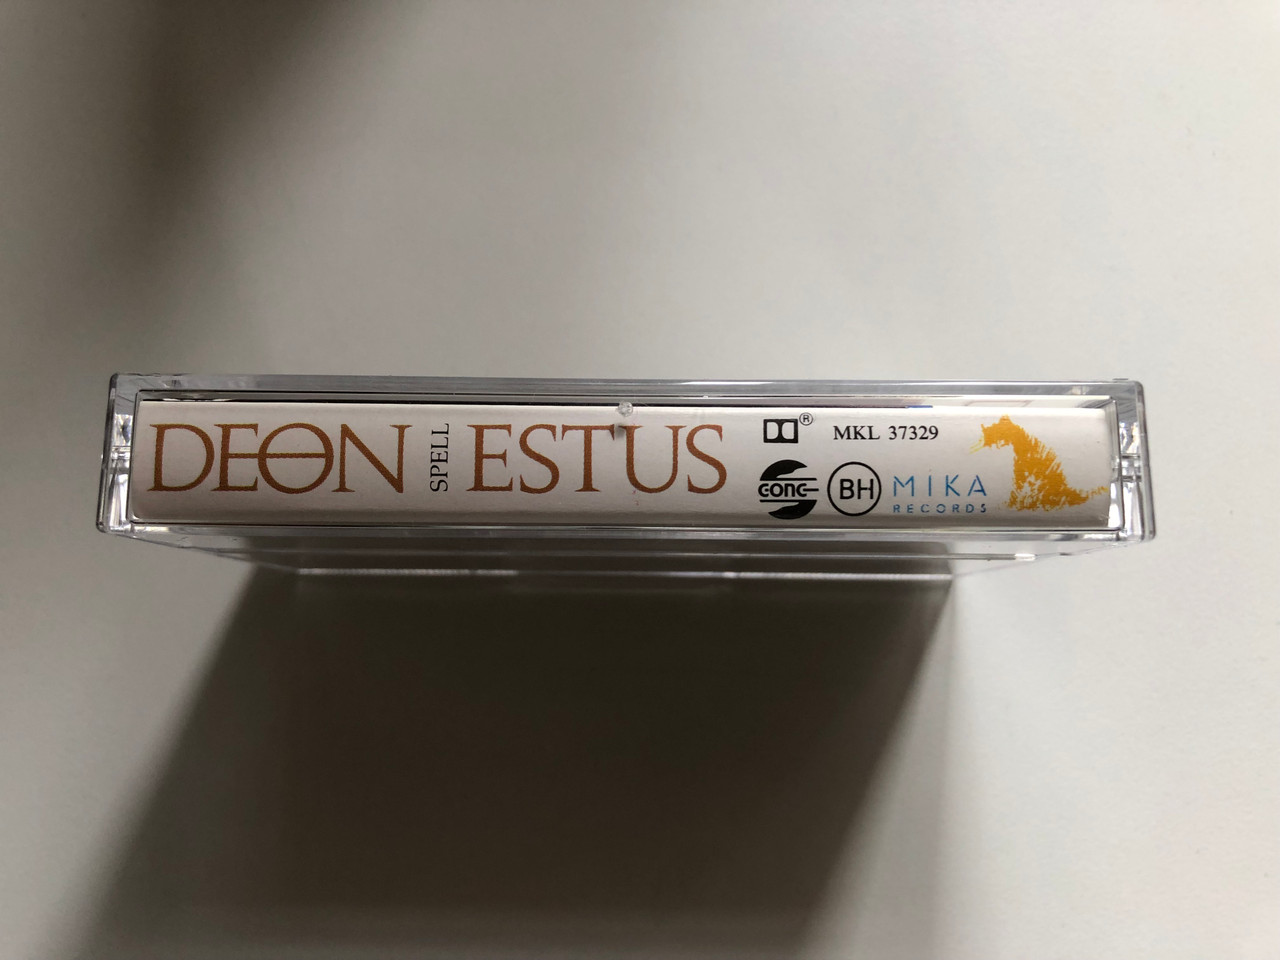 DEON
SPELL
ESTUS
®
MKL 37329
conc
BH
MIKA
RECORDS